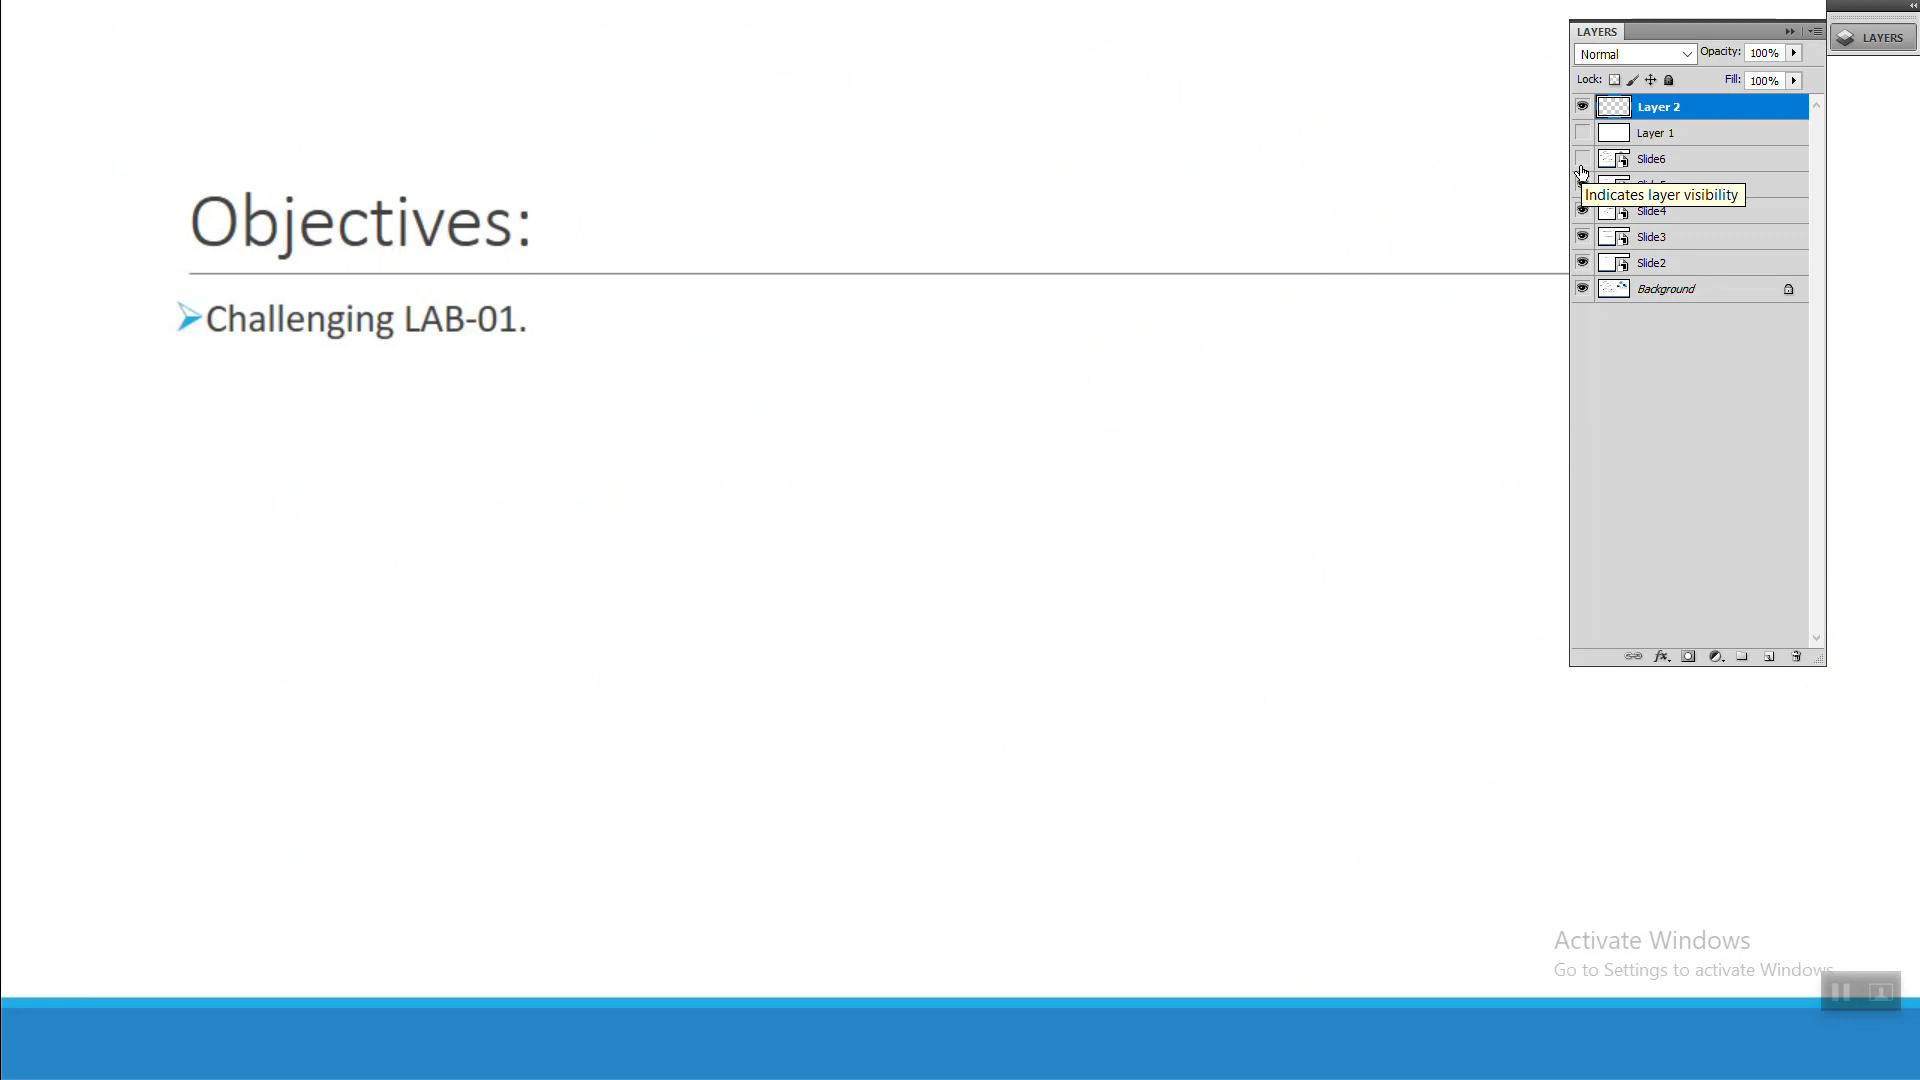 LAYERS
LAYERS
Normal
Opacity: 100%
Lock:
Fill: 100%
Layer 2
Layer 1
Slide6
Indicates layer visibility
Slide4
Objectives:
Slide3
Slide2
Background
Challenging LAB-01.
fx
Activate Windows
Go to Settings to activate Windows